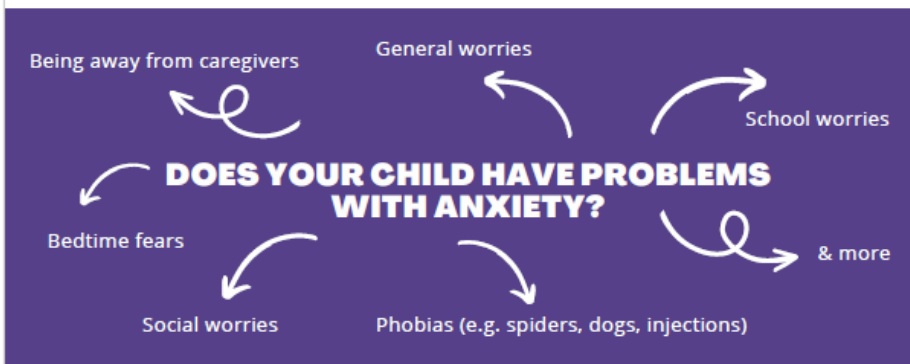 General worries
Being away from caregivers
School worries
DOES YOUR CHILD HAVE PROBLEMS
WITH ANXIETY?
Bedtime fears
& more
Social worries
Phobias (e.g. spiders, dogs, injections)